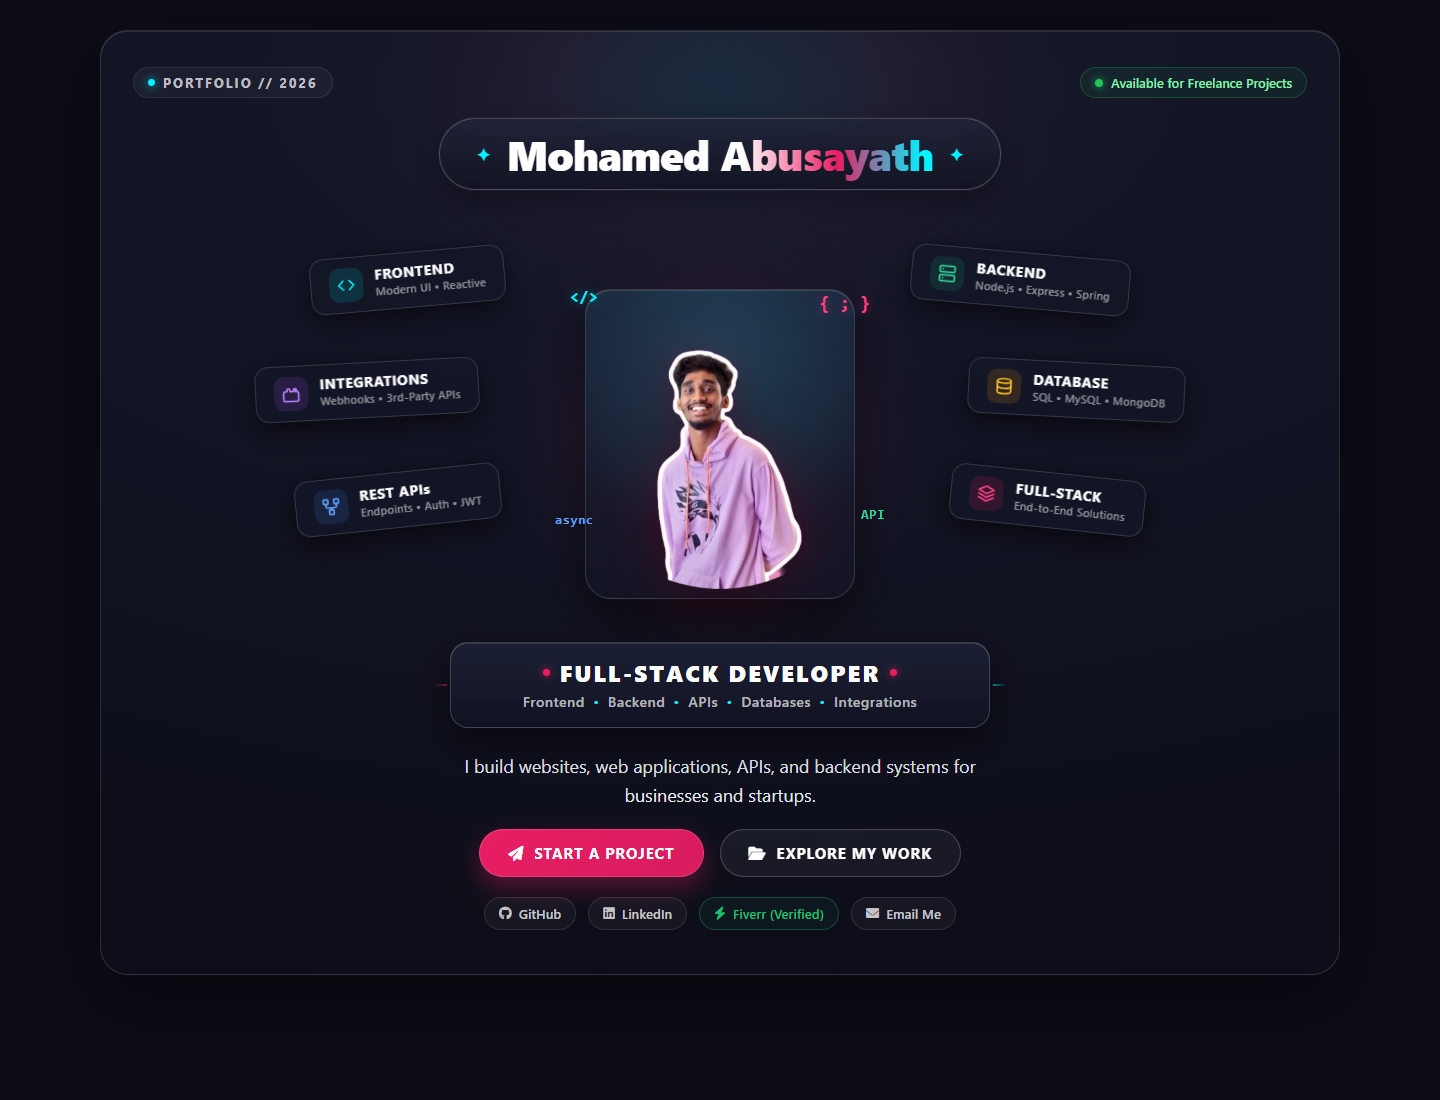 PORTFOLIO // 2026
Available for Freelance Projects
✦ Mohamed Abusayath ✦
FRONTEND
Modern UI • Reactive
BACKEND
Node.js • Express • Spring
</>
{ ; }
INTEGRATIONS
Webhooks • 3rd-Party APIs
DATABASE
SQL • MySQL • MongoDB
REST APIs
Endpoints • Auth • JWT
FULL-STACK
End-to-End Solutions
async
API
• FULL-STACK DEVELOPER •
Frontend • Backend • APIs • Databases • Integrations
I build websites, web applications, APIs, and backend systems for
businesses and startups.
START A PROJECT
EXPLORE MY WORK
GitHub
LinkedIn
Fiverr (Verified)
Email Me